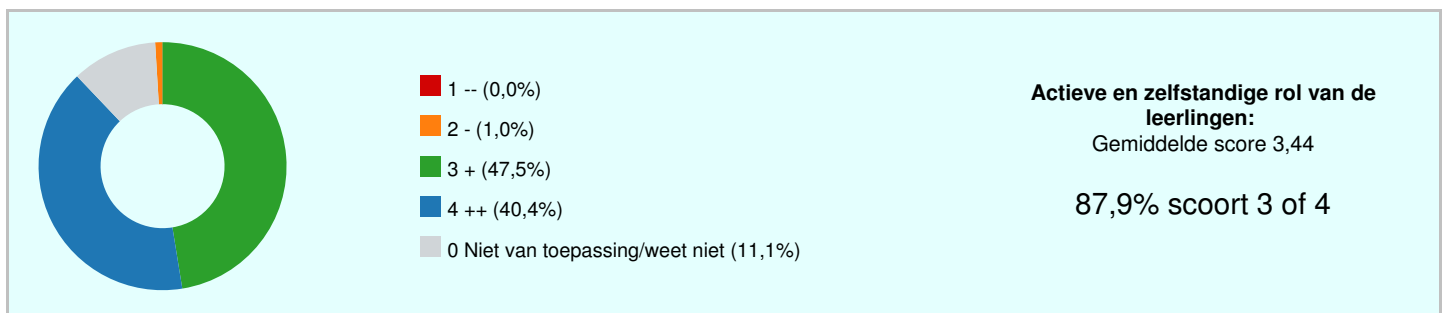 1 -- (0,0%)
2 - (1,0%)
3 + (47,5%)
4 ++ (40,4%)
0 Niet van toepassing/weet niet (11,1%)
Actieve en zelfstandige rol van de
leerlingen:
Gemiddelde score 3,44
87,9% scoort 3 of 4